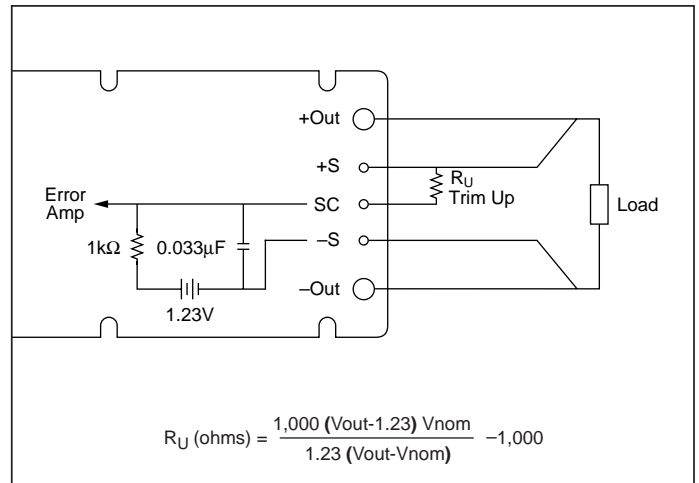 +Out
+S
R_U
Trim Up
Error
Amp
SC
Load
1kΩ
0.033μF
–S
–Out
1.23V
R_U (ohms) = 1,000 (Vout-1.23) Vnom / 1.23 (Vout-Vnom) –1,000